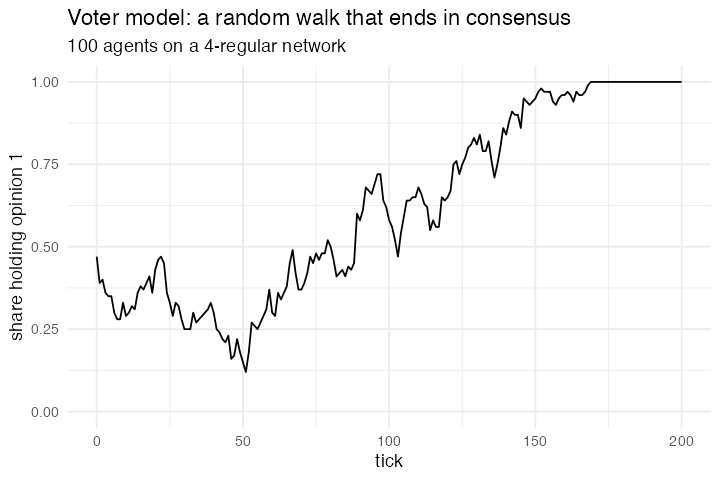 Voter model: a random walk that ends in consensus
100 agents on a 4-regular network
share holding opinion 1
1.00
0.75
0.50
0.25
0.00
0 50 100 150 200
tick